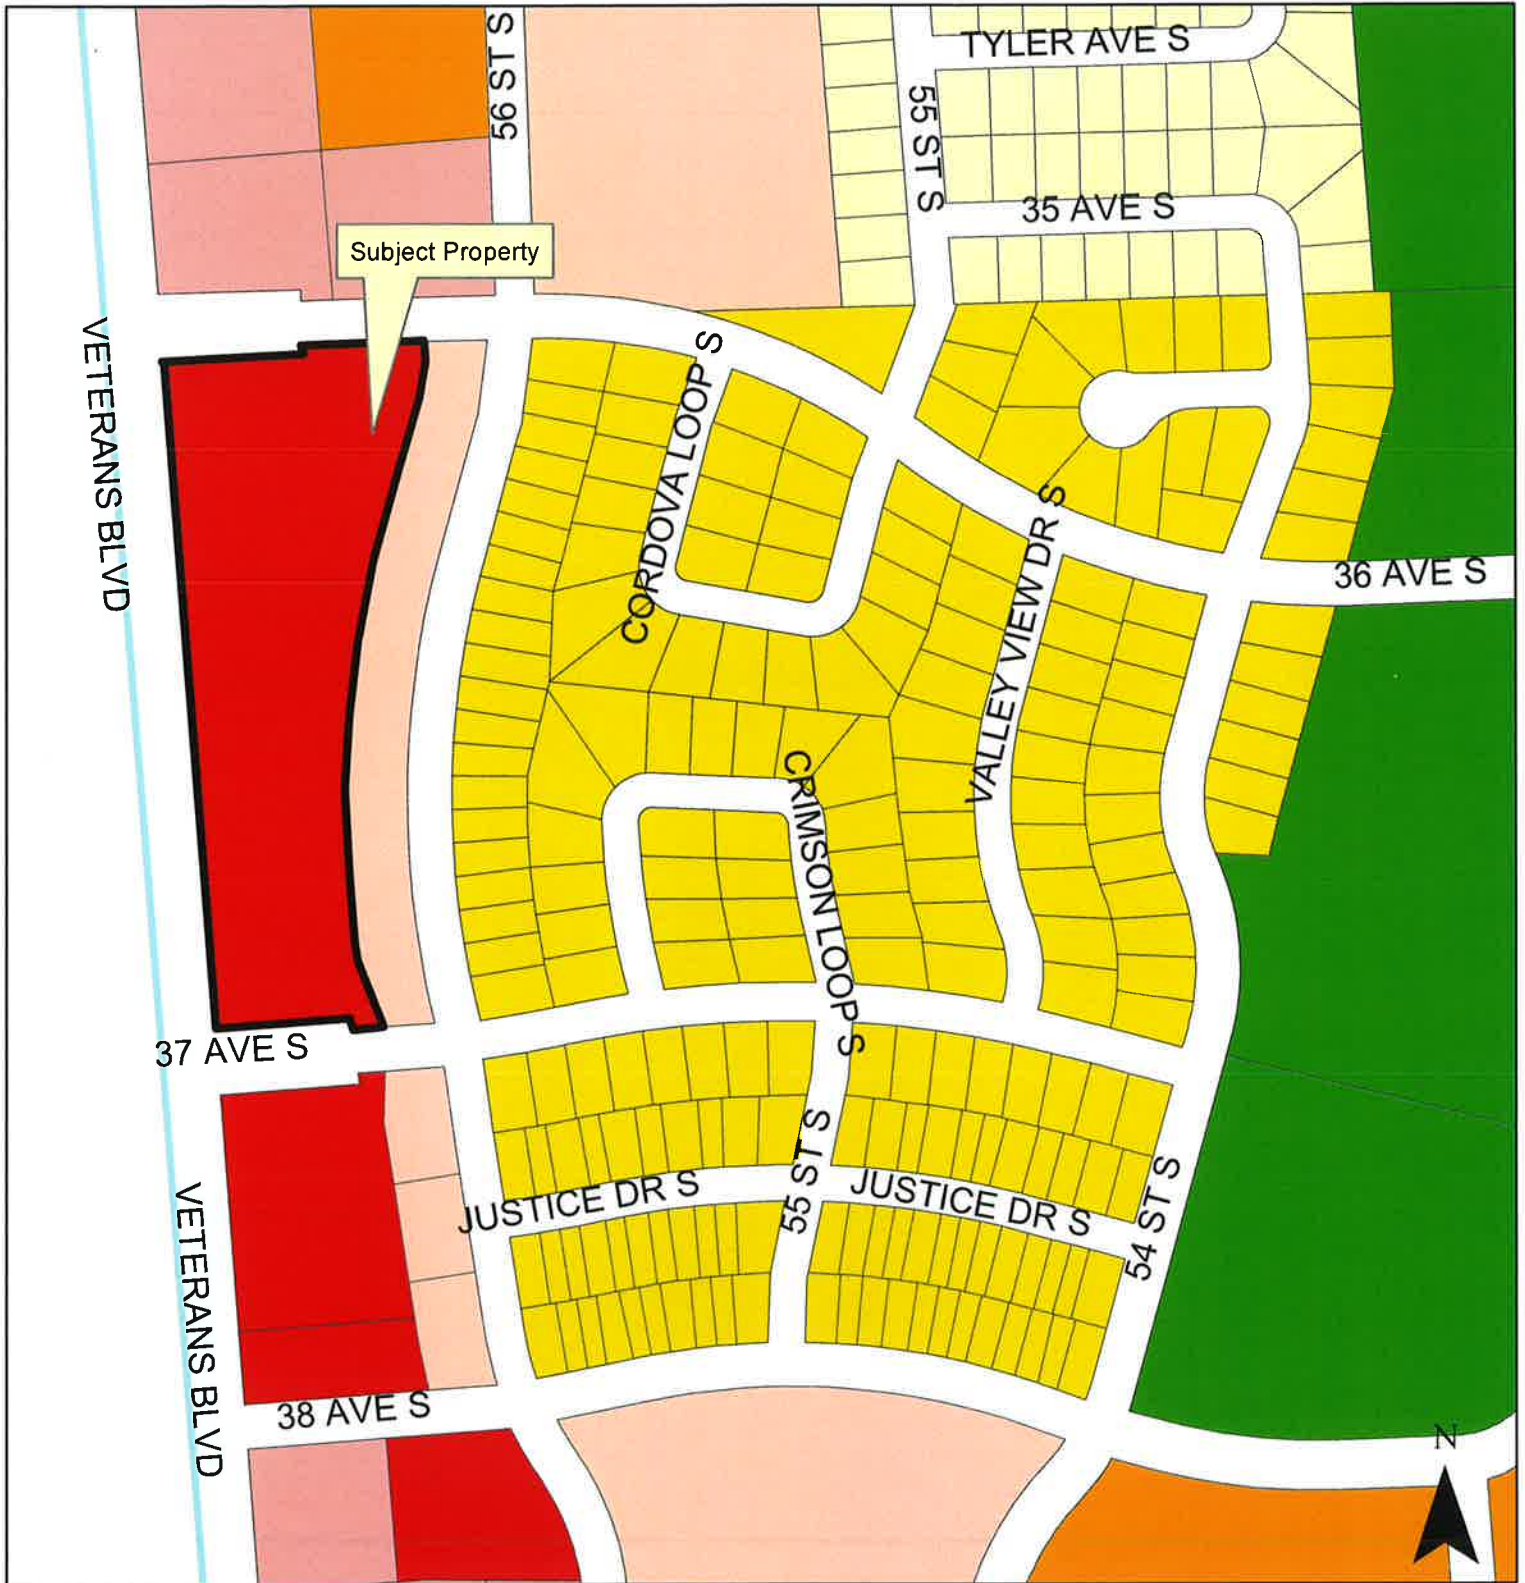 56 ST S
TYLER AVE S
55 ST S
35 AVE S
Subject Property
VETERANS BLVD
CORDOVA LOOP S
VALLEY VIEW DR S
36 AVE S
CRIMSON LOOP S
37 AVE S
55 ST S
JUSTICE DR S
JUSTICE DR S
54 ST S
VETERANS BLVD
38 AVE S
N